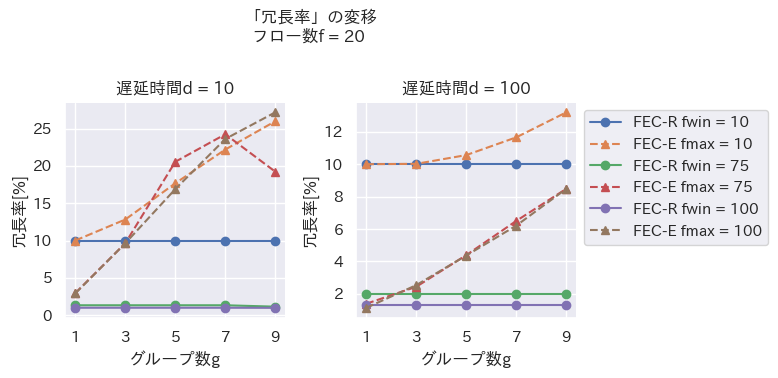 「冗長率」の変移
フロー数f = 20
遅延時間d = 10
冗長率[%]
25
20
15
10
5
0
1 3 5 7 9
グループ数g
遅延時間d = 100
冗長率[%]
12
10
8
6
4
2
1 3 5 7 9
グループ数g
FEC-R fwin = 10
FEC-E fmax = 10
FEC-R fwin = 75
FEC-E fmax = 75
FEC-R fwin = 100
FEC-E fmax = 100